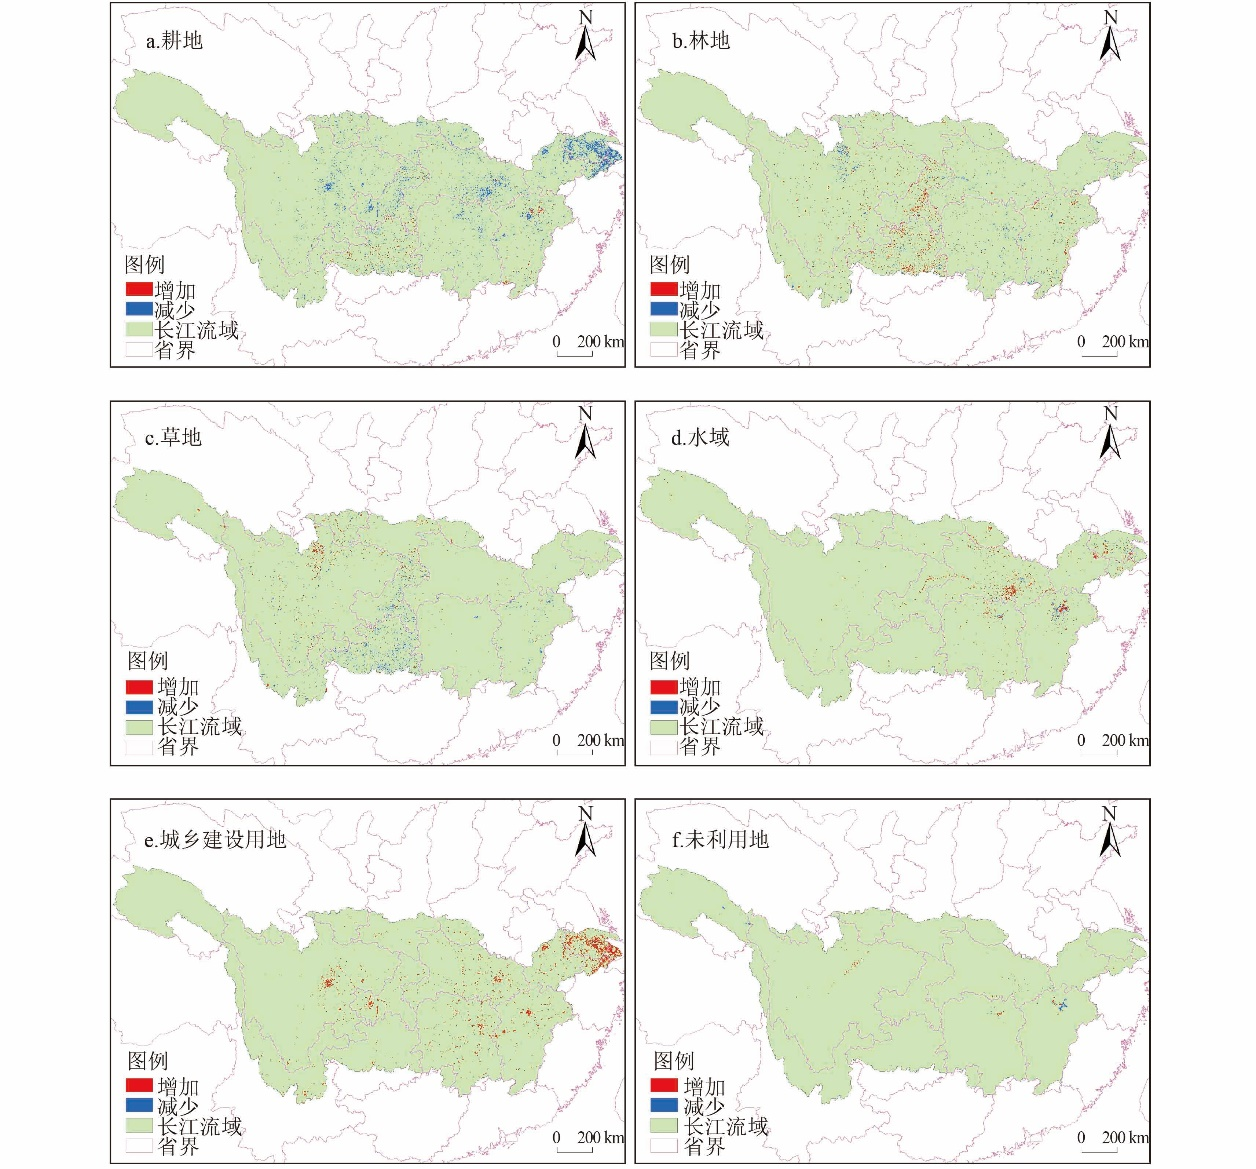 a.耕地
N
图例
增加
减少
长江流域
省界
0 200 km
b.林地
N
图例
增加
减少
长江流域
省界
0 200 km
c.草地
N
图例
增加
减少
长江流域
省界
0 200 km
d.水域
N
图例
增加
减少
长江流域
省界
0 200 km
e.城乡建设用地
N
图例
增加
减少
长江流域
省界
0 200 km
f.未利用地
N
图例
增加
减少
长江流域
省界
0 200 km